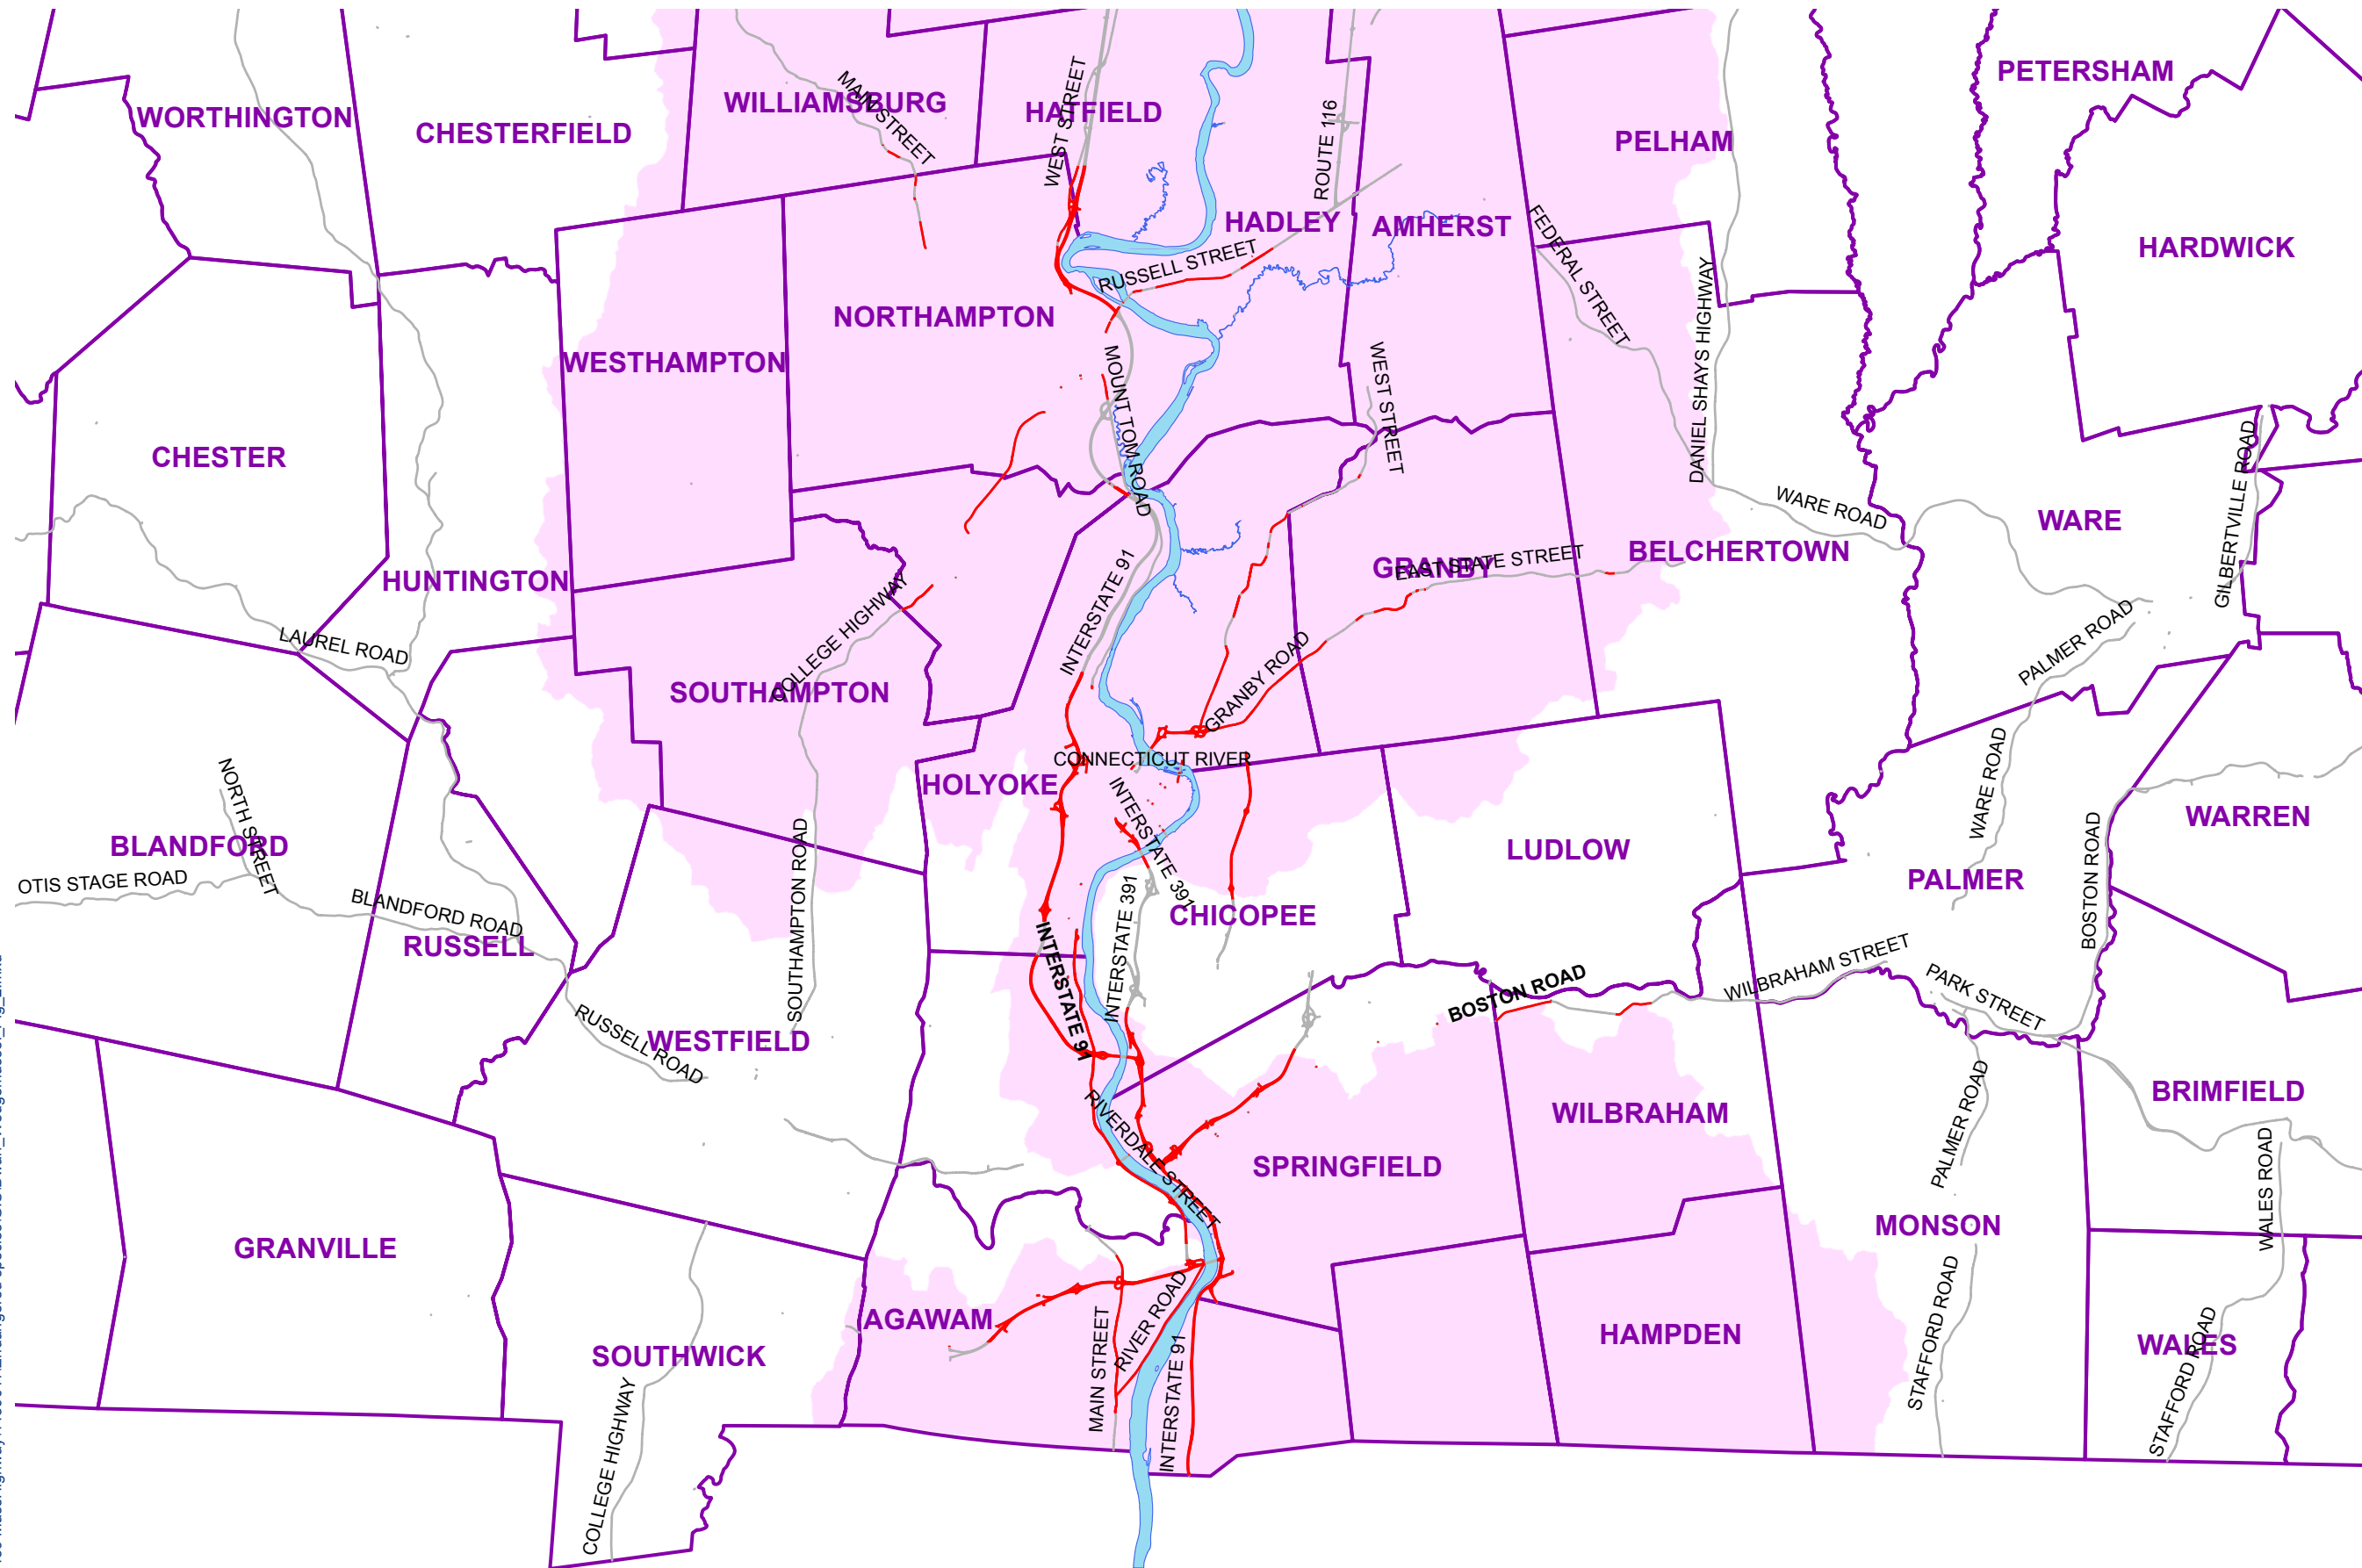 PETERSHAM
WORTHINGTON
CHESTERFIELD
WILLIAMSBURG
MAIN STREET
HATFIELD
WEST STREET
ROUTE 116
PELHAM
HADLEY
AMHERST
HARDWICK
RUSSELL STREET
FEDERAL STREET
DANIEL SHAYS HIGHWAY
NORTHAMPTON
WESTHAMPTON
MOUNT TOM ROAD
WEST STREET
CHESTER
WARE ROAD
WARE
GILBERTVILLE ROAD
BELCHERTOWN
GRANBY
EAST STATE STREET
HUNTINGTON
LAUREL ROAD
COLLEGE HIGHWAY
INTERSTATE 91
PALMER ROAD
SOUTHAMPTON
GRANBY ROAD
CONNECTICUT RIVER
HOLYOKE
INTERSTATE 391
NORTH STREET
BLANDFORD
OTIS STAGE ROAD
BLANDFORD ROAD
RUSSELL
SOUTHAMPTON ROAD
LUDLOW
WARE ROAD
WARREN
PALMER
BOSTON ROAD
CHICOPEE
INTERSTATE 391
INTERSTATE 91
BOSTON ROAD
WILBRAHAM STREET
PARK STREET
RUSSELL ROAD
WESTFIELD
RIVERDALE STREET
WILBRAHAM
PALMER ROAD
BRIMFIELD
SPRINGFIELD
WALES ROAD
MONSON
GRANVILLE
AGAWAM
SOUTHWICK
MAIN STREET
RIVER ROAD
INTERSTATE 91
HAMPDEN
STAFFORD ROAD
WALES
STAFFORD ROAD
COLLEGE HIGHWAY